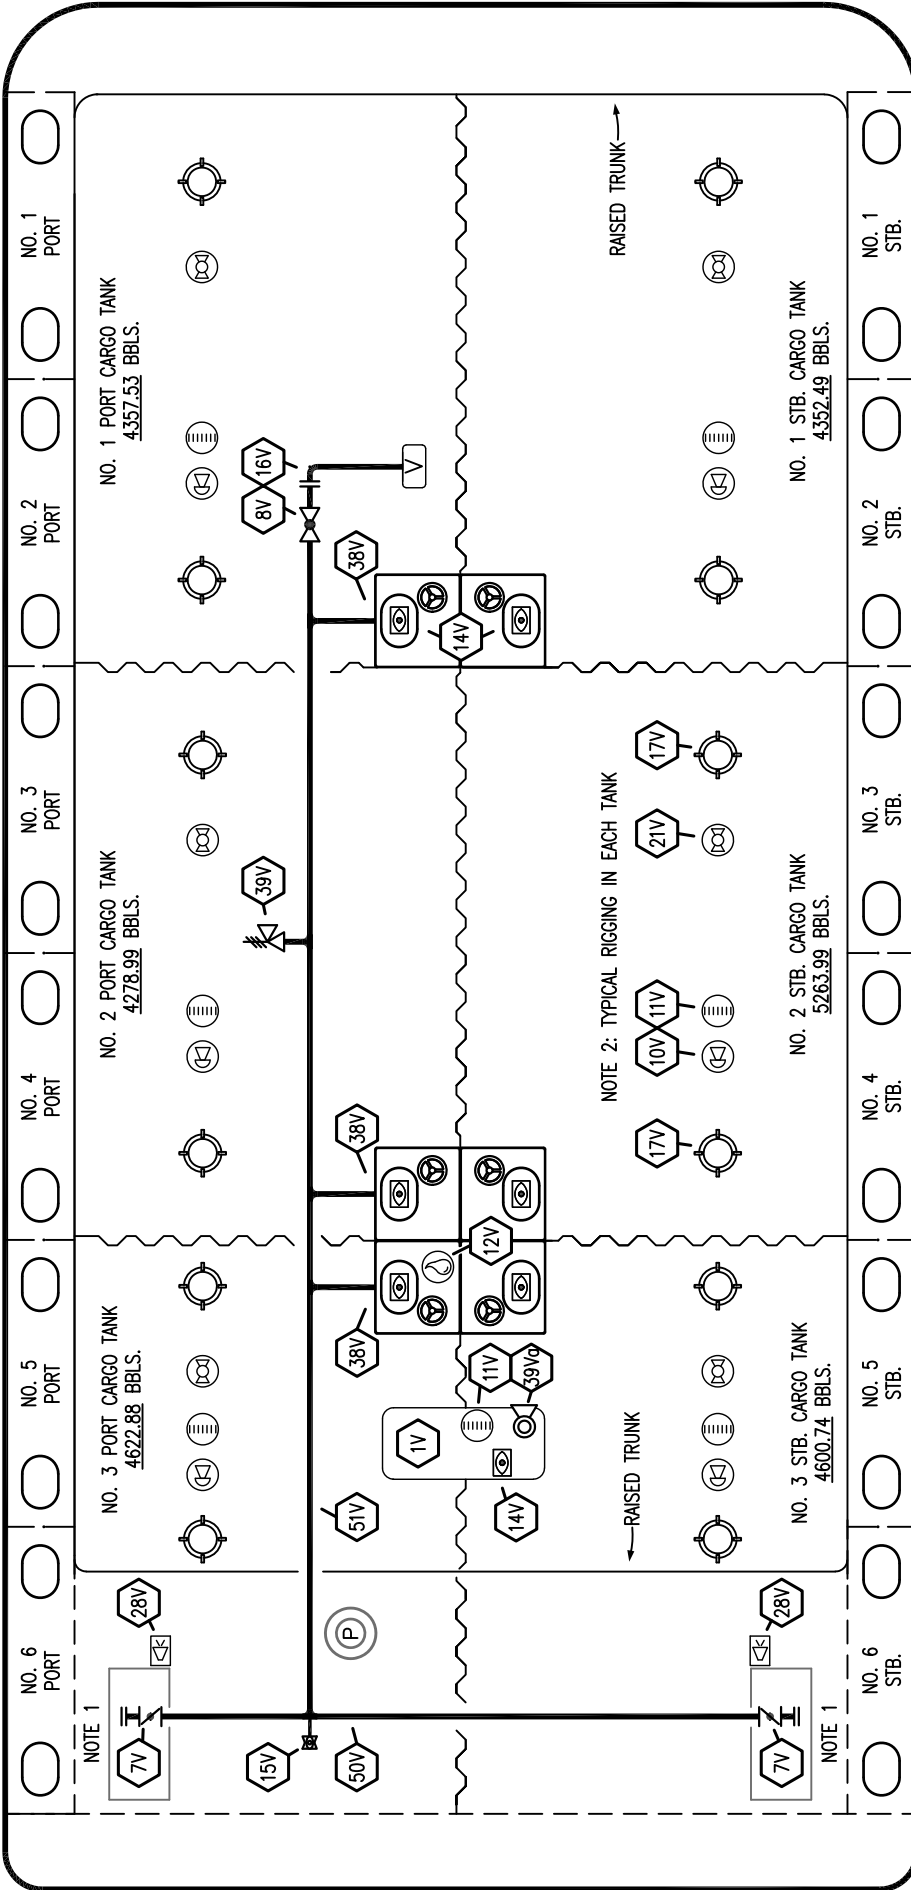 NO. 1
PORT
NO. 2
PORT
NO. 3
PORT
NO. 4
PORT
NO. 5
PORT
NO. 6
PORT
NO. 1 PORT CARGO TANK
4357.53 BBLS.
NO. 2 PORT CARGO TANK
4278.99 BBLS.
NO. 3 PORT CARGO TANK
4622.88 BBLS.
NOTE 1
28V
7V
16V
8V
V
38V
14V
39V
38V
12V
38V
11V
39Va
1V
14V
51V
P
15V
50V
RAISED TRUNK
NOTE 2: TYPICAL RIGGING IN EACH TANK
17V
21V
11V
10V
17V
RAISED TRUNK
28V
7V
NOTE 1
NO. 1 STB. CARGO TANK
4352.49 BBLS.
NO. 2 STB. CARGO TANK
5263.99 BBLS.
NO. 3 STB. CARGO TANK
4600.74 BBLS.
NO. 1
STB.
NO. 2
STB.
NO. 3
STB.
NO. 4
STB.
NO. 5
STB.
NO. 6
STB.